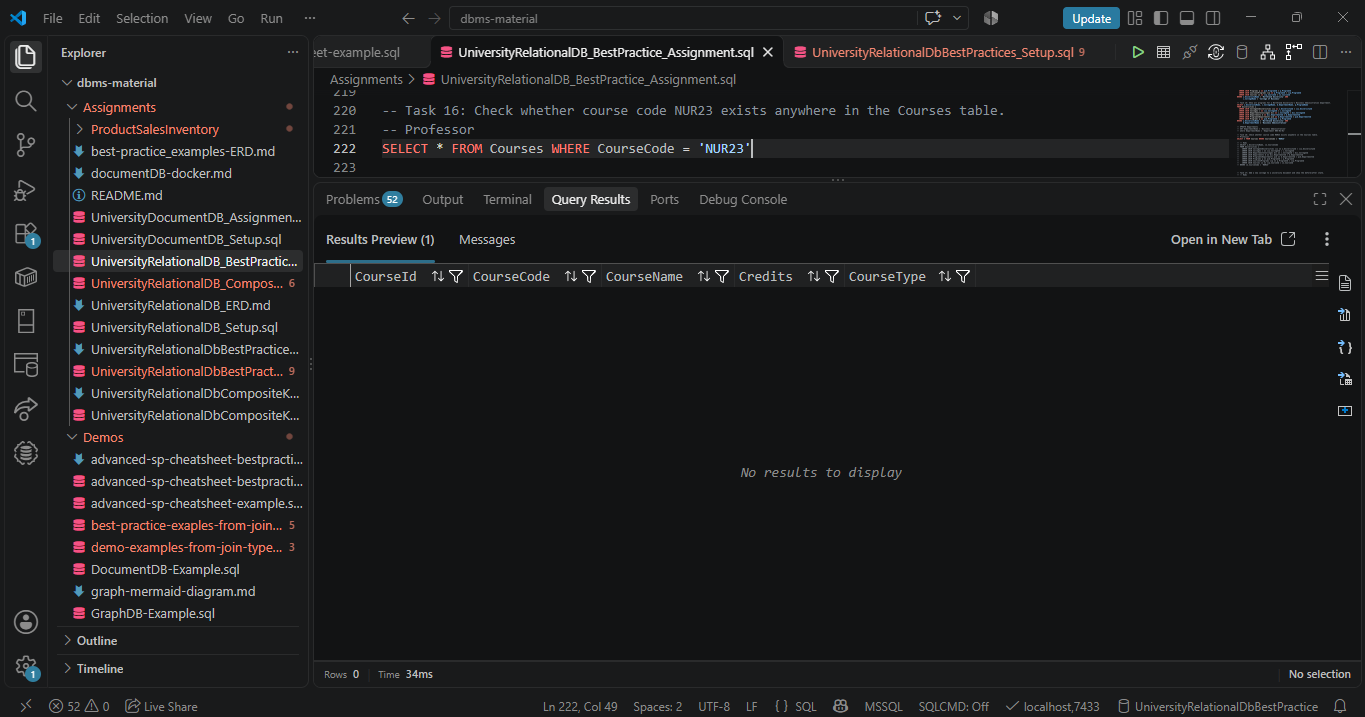 File Edit Selection View Go Run ···
dbms-material
Update
Explorer
dbms-material
Assignments
ProductSalesInventory
best-practice_examples-ERD.md
documentDB-docker.md
README.md
UniversityDocumentDB_Assignmen...
UniversityDocumentDB_Setup.sql
UniversityRelationalDB_BestPractic...
UniversityRelationalDB_Compos... 6
UniversityRelationalDB_ERD.md
UniversityRelationalDB_Setup.sql
UniversityRelationalDbBestPractice...
UniversityRelationalDbBestPract... 9
UniversityRelationalDbCompositeK...
UniversityRelationalDbCompositeK...
Demos
advanced-sp-cheatsheet-bestpracti...
advanced-sp-cheatsheet-bestpracti...
advanced-sp-cheatsheet-example.s...
best-practice-exaples-from-join... 5
demo-examples-from-join-type... 3
DocumentDB-Example.sql
graph-mermaid-diagram.md
GraphDB-Example.sql
Outline
Timeline
1
1
eet-example.sql
UniversityRelationalDB_BestPractice_Assignment.sql
UniversityRelationalDbBestPractices_Setup.sql 9
Assignments > UniversityRelationalDB_BestPractice_Assignment.sql
219
220 -- Task 16: Check whether course code NUR23 exists anywhere in the Courses table.
221 -- Professor
222 SELECT * FROM Courses WHERE CourseCode = 'NUR23'
223
Problems 52 Output Terminal Query Results Ports Debug Console
Results Preview (1) Messages
Open in New Tab
CourseId CourseCode CourseName Credits CourseType
No results to display
Rows 0 Time 34ms
No selection
52 0 Live Share
Ln 222, Col 49 Spaces: 2 UTF-8 LF {} SQL MSSQL SQLCMD: Off localhost,7433 UniversityRelationalDbBestPractice